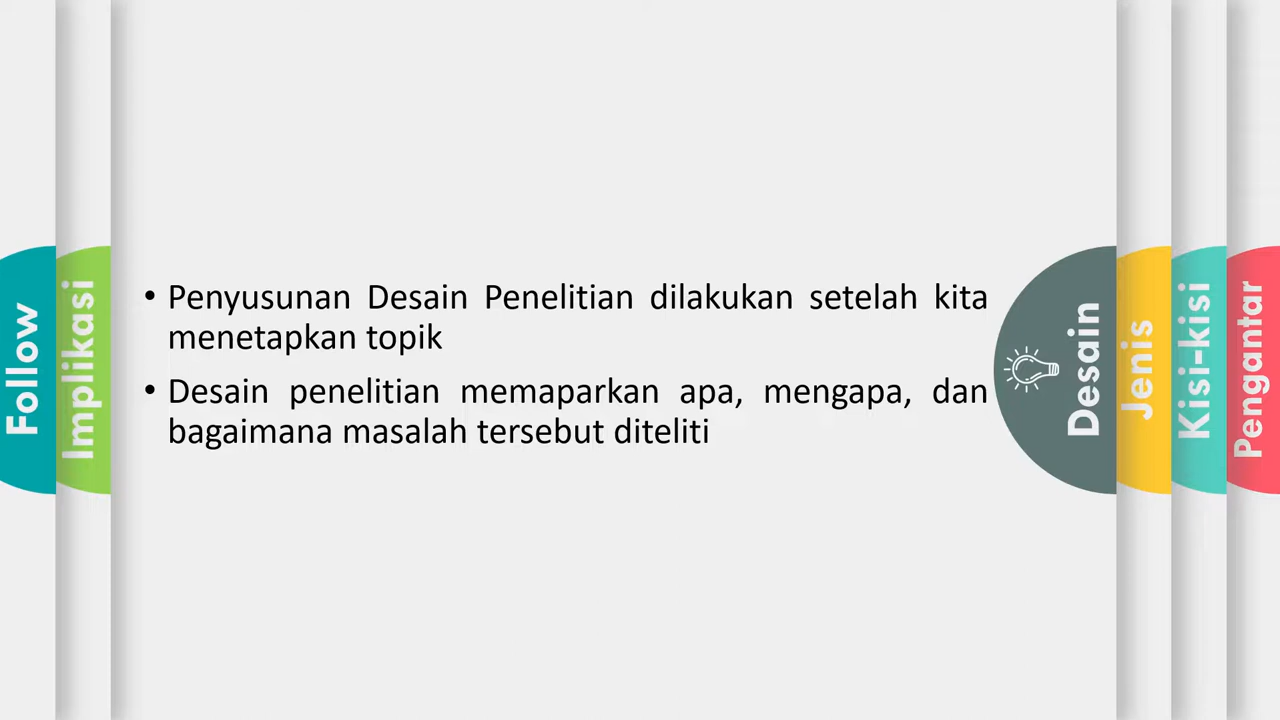 Follow
Implikasi
• Penyusunan Desain Penelitian dilakukan setelah kita
menetapkan topik
• Desain penelitian memaparkan apa, mengapa, dan
bagaimana masalah tersebut diteliti
Desain
Jenis
Kisi-kisi
Pengantar